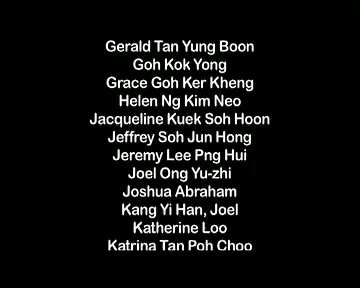 Gerald Tan Yung Boon
Goh Kok Yong
Grace Goh Ker Kheng
Helen Ng Kim Neo
Jacqueline Kuek Soh Hoon
Jeffrey Soh Jun Hong
Jeremy Lee Png Hui
Joel Ong Yu-zhi
Joshua Abraham
Kang Yi Han, Joel
Katherine Loo
Katrina Tan Poh Choo